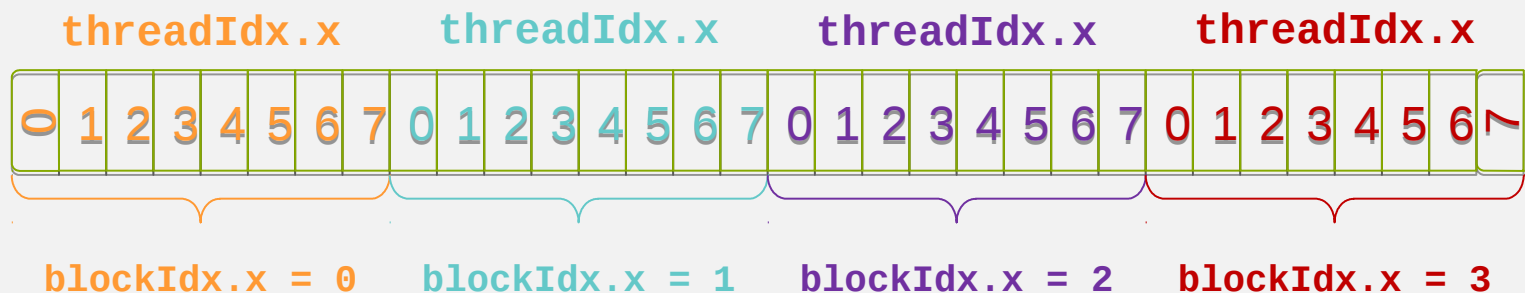 threadIdx.x threadIdx.x threadIdx.x threadIdx.x
0 1 2 3 4 5 6 7 0 1 2 3 4 5 6 7 0 1 2 3 4 5 6 7 0 1 2 3 4 5 6 7
blockIdx.x = 0 blockIdx.x = 1 blockIdx.x = 2 blockIdx.x = 3